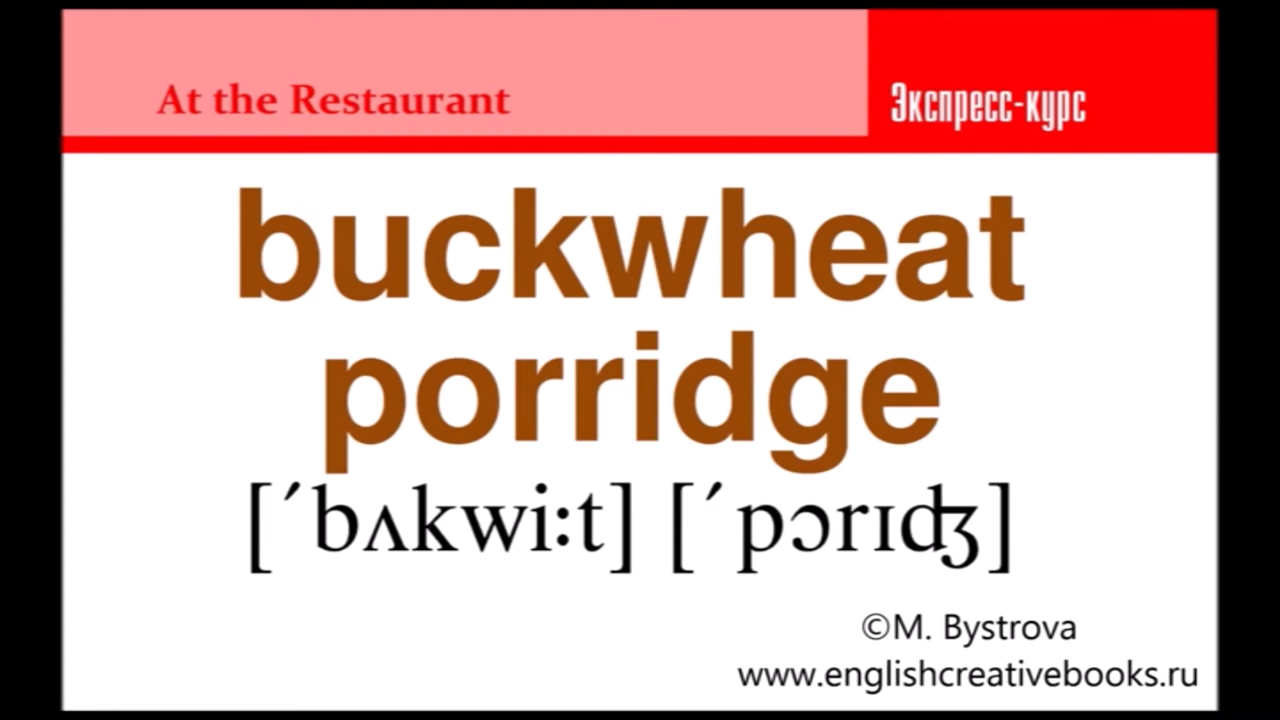 At the Restaurant
Экспресс-курс
buckwheat
porridge
[ˊbʌkwi:t] [ˊpɔrɪʤ]
©M. Bystrova
www.englishcreativebooks.ru